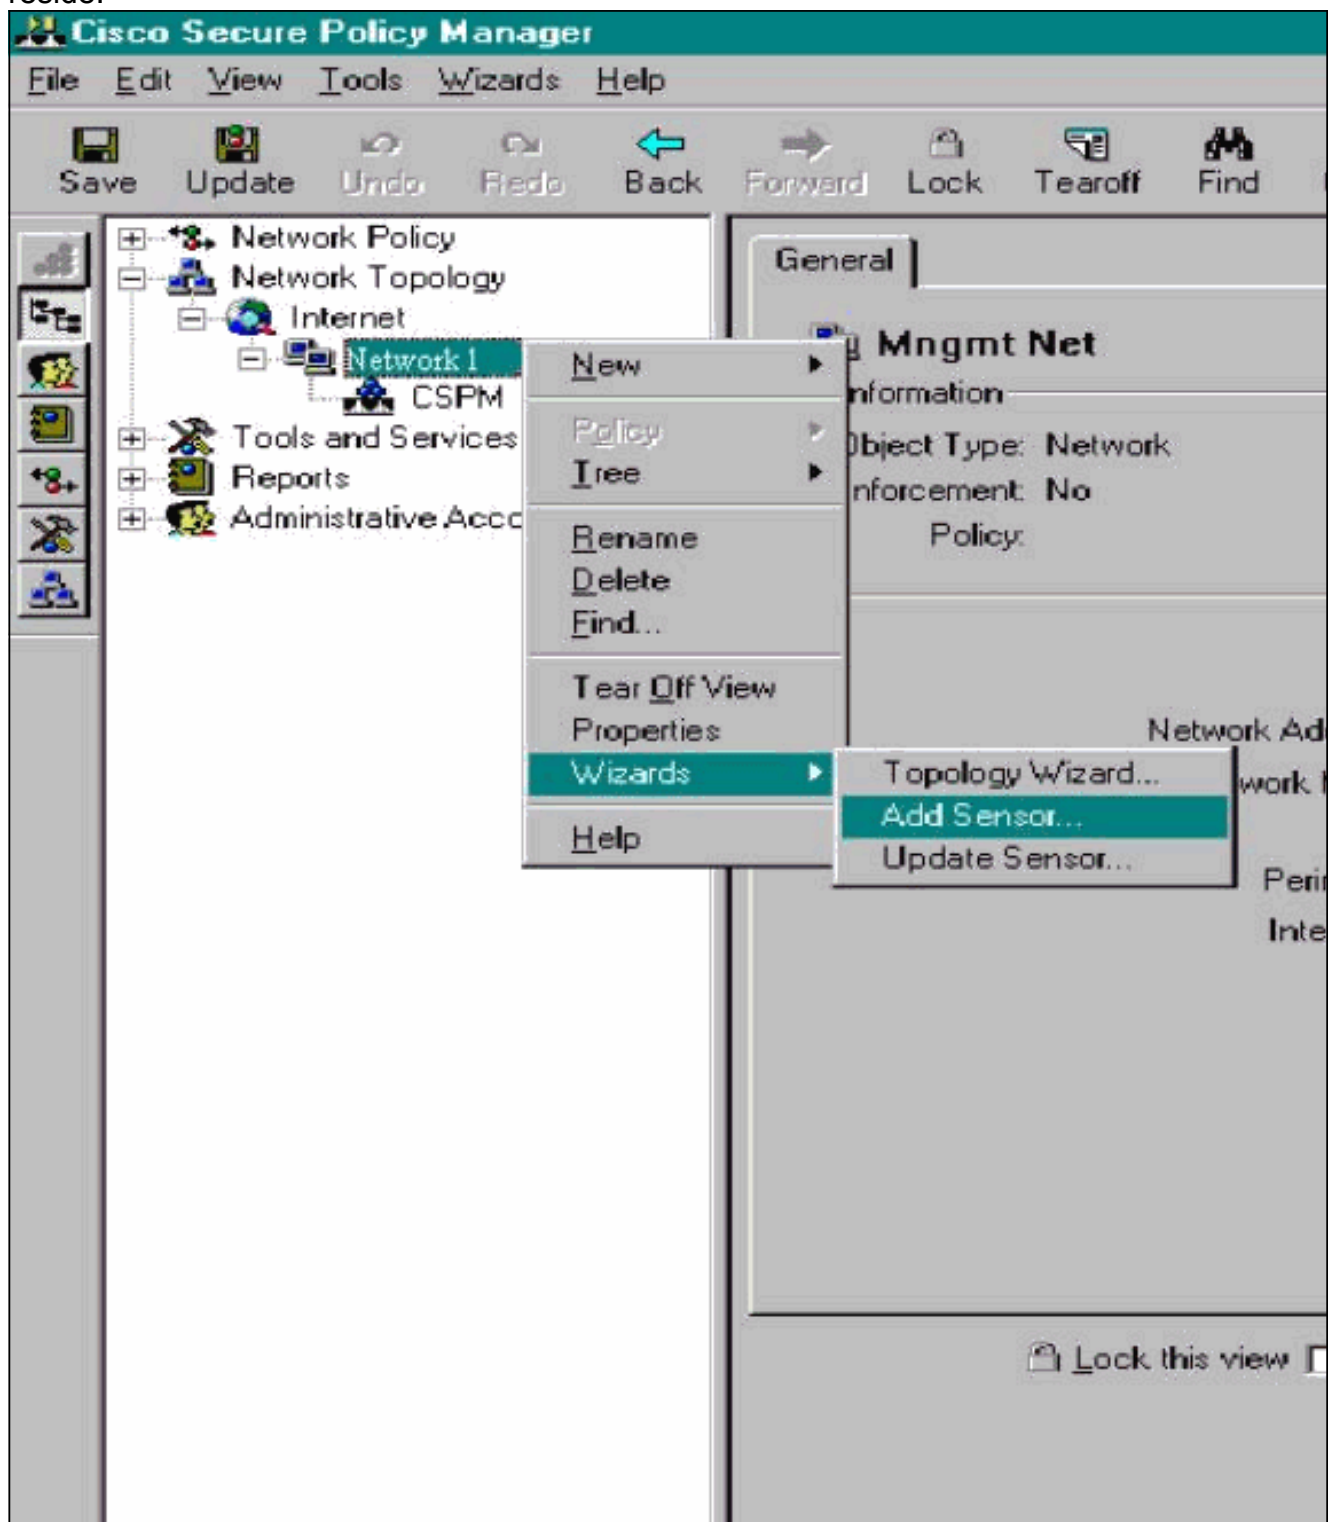 Cisco Secure Policy Manager
File Edit View Tools Wizards Help
Save Update Undo Redo Back Forward Lock Tearoff Find
Network Policy
Network Topology
Internet
Network 1
CSPM
Tools and Services
Reports
Administrative Acco
General
Mngmt Net
nformation
Object Type: Network
nforcement: No
Policy:
New
Policy
Tree
Rename
Delete
Find...
Tear Off View
Properties
Wizards
Help
Topology Wizard...
Add Sensor...
Update Sensor...
Network Ad
work
Peri
Inte
Lock this view